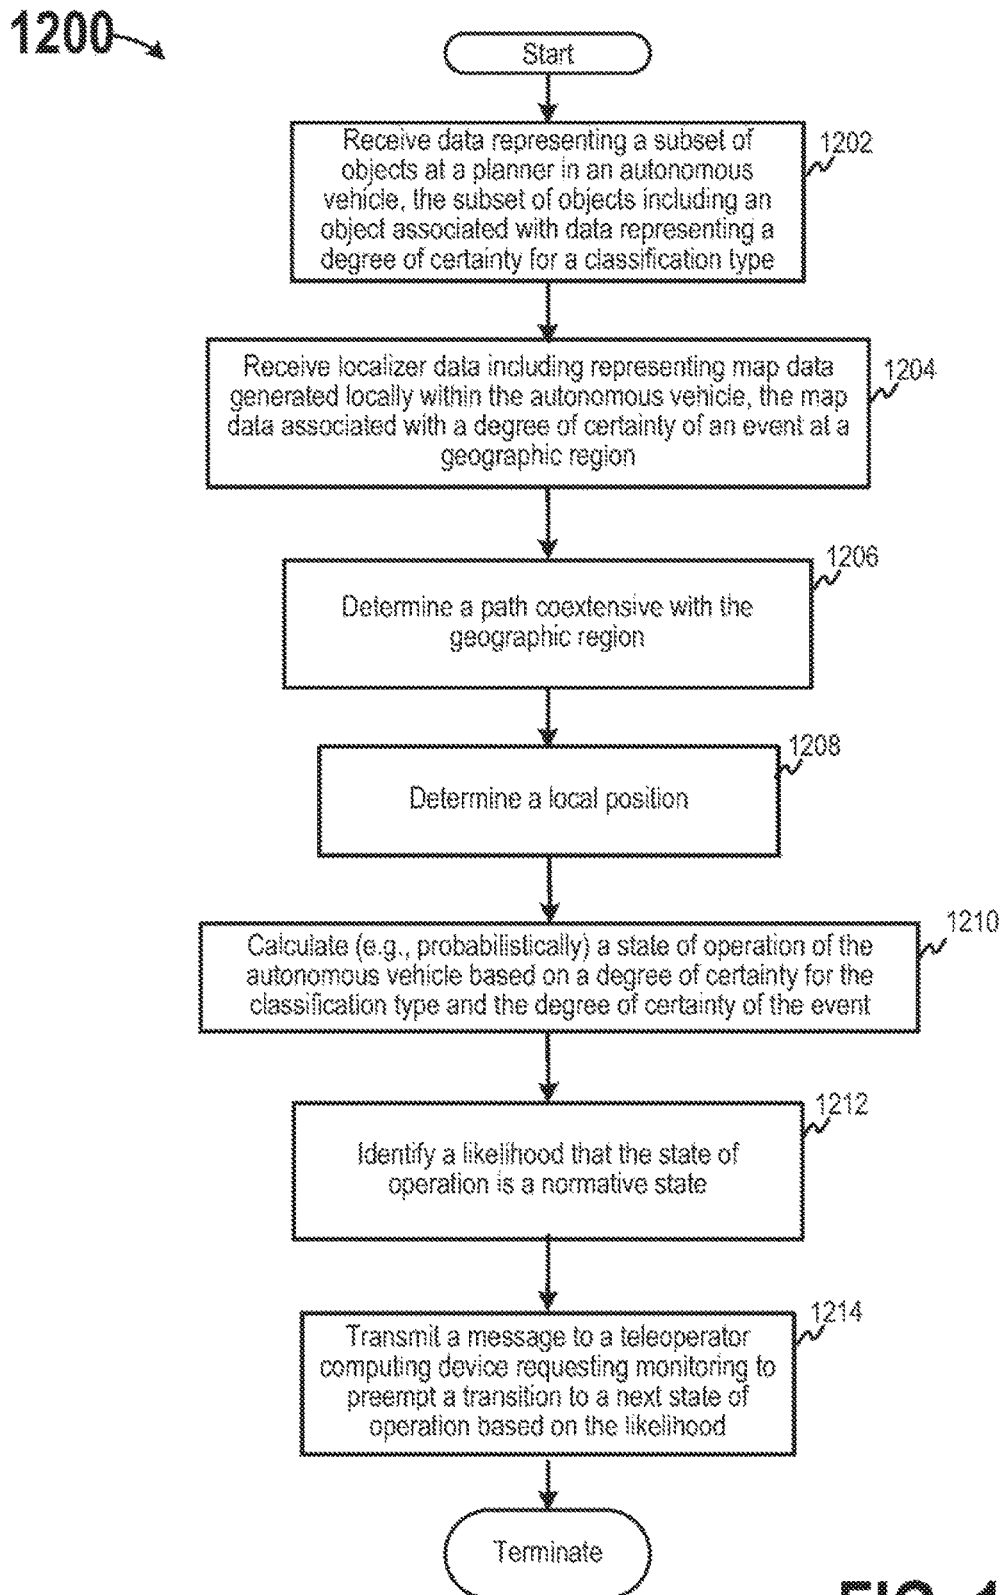 1200
Start
Receive data representing a subset of
objects at a planner in an autonomous
vehicle, the subset of objects including an
object associated with data representing a
degree of certainty for a classification type
1202
Receive localizer data including representing map data
generated locally within the autonomous vehicle, the map
data associated with a degree of certainty of an event at a
geographic region
1204
Determine a path coextensive with the
geographic region
1206
Determine a local position
1208
Calculate (e.g., probabilistically) a state of operation of the
autonomous vehicle based on a degree of certainty for the
classification type and the degree of certainty of the event
1210
Identify a likelihood that the state of
operation is a normative state
1212
Transmit a message to a teleoperator
computing device requesting monitoring to
preempt a transition to a next state of
operation based on the likelihood
1214
Terminate
FIG. 1